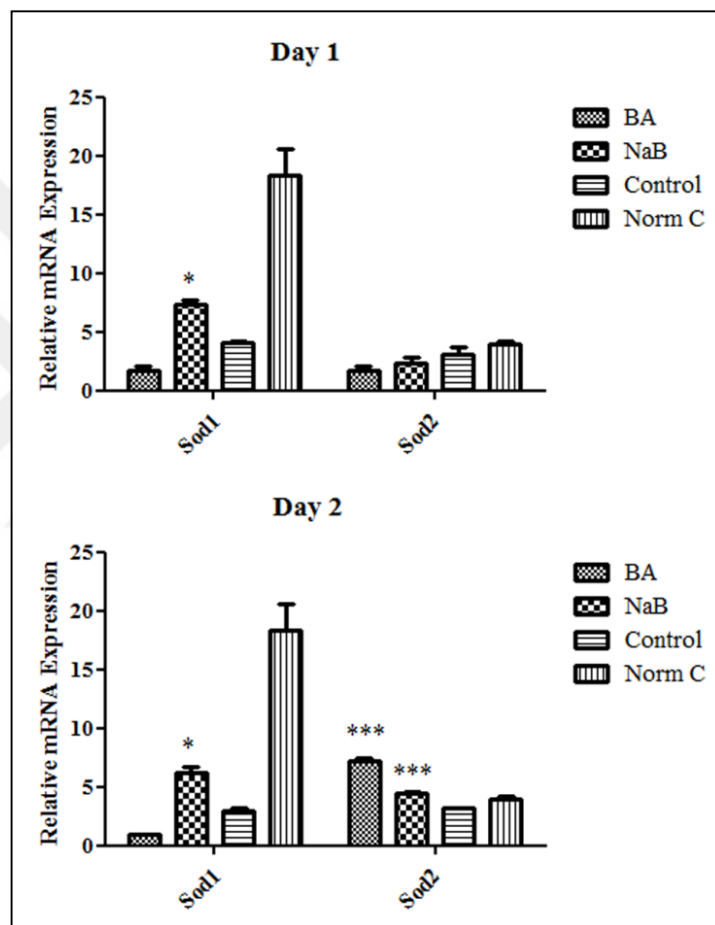 Day 1
Relative mRNA Expression
25
20
15
10
5
0
*
Sod1
Sod2
BA
NaB
Control
Norm C
Day 2
Relative mRNA Expression
25
20
15
10
5
0
*
***
***
Sod1
Sod2
BA
NaB
Control
Norm C